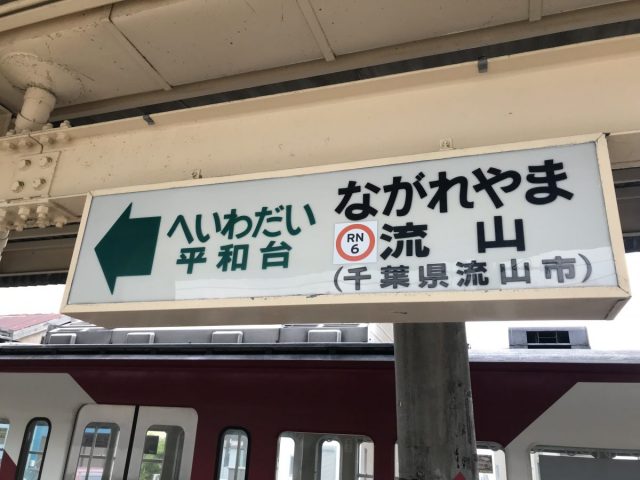 へいわだい
平和台
ながれやま
RN
6
流山
(千葉県流山市)